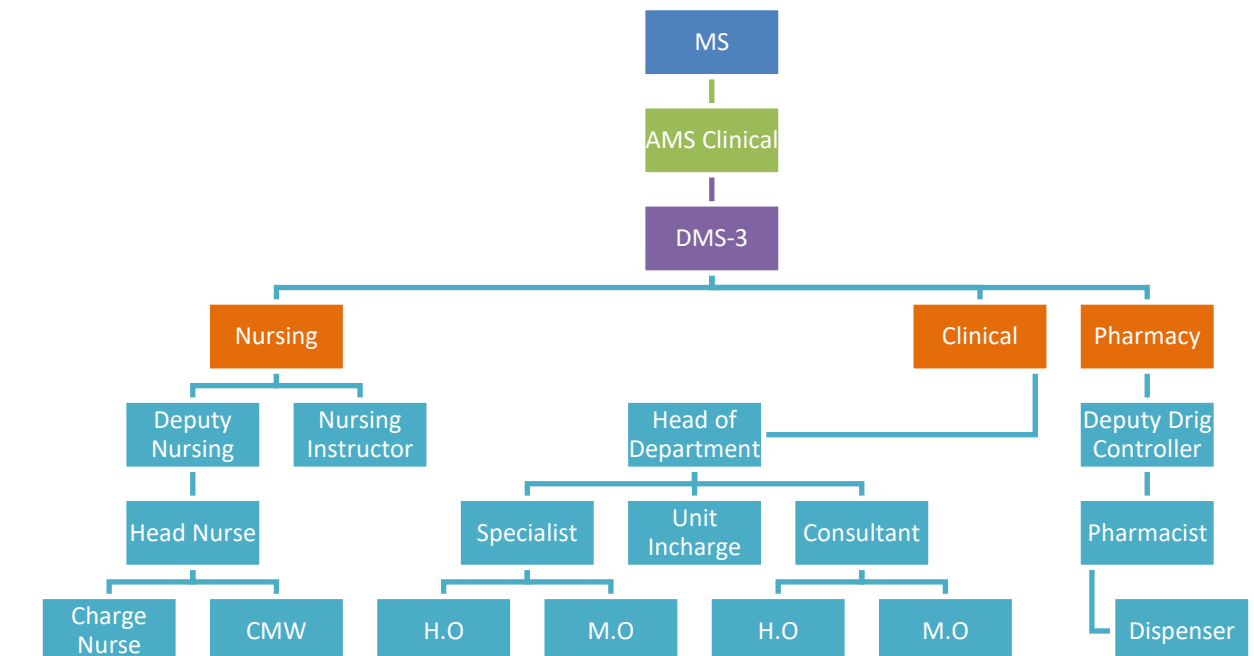 MS
AMS Clinical
DMS-3
Nursing
Clinical
Pharmacy
Deputy
Nursing
Nursing
Instructor
Head of
Department
Deputy Drig
Controller
Head Nurse
Specialist
Unit
Incharge
Consultant
Pharmacist
Charge
Nurse
CMW
H.O
M.O
H.O
M.O
Dispenser